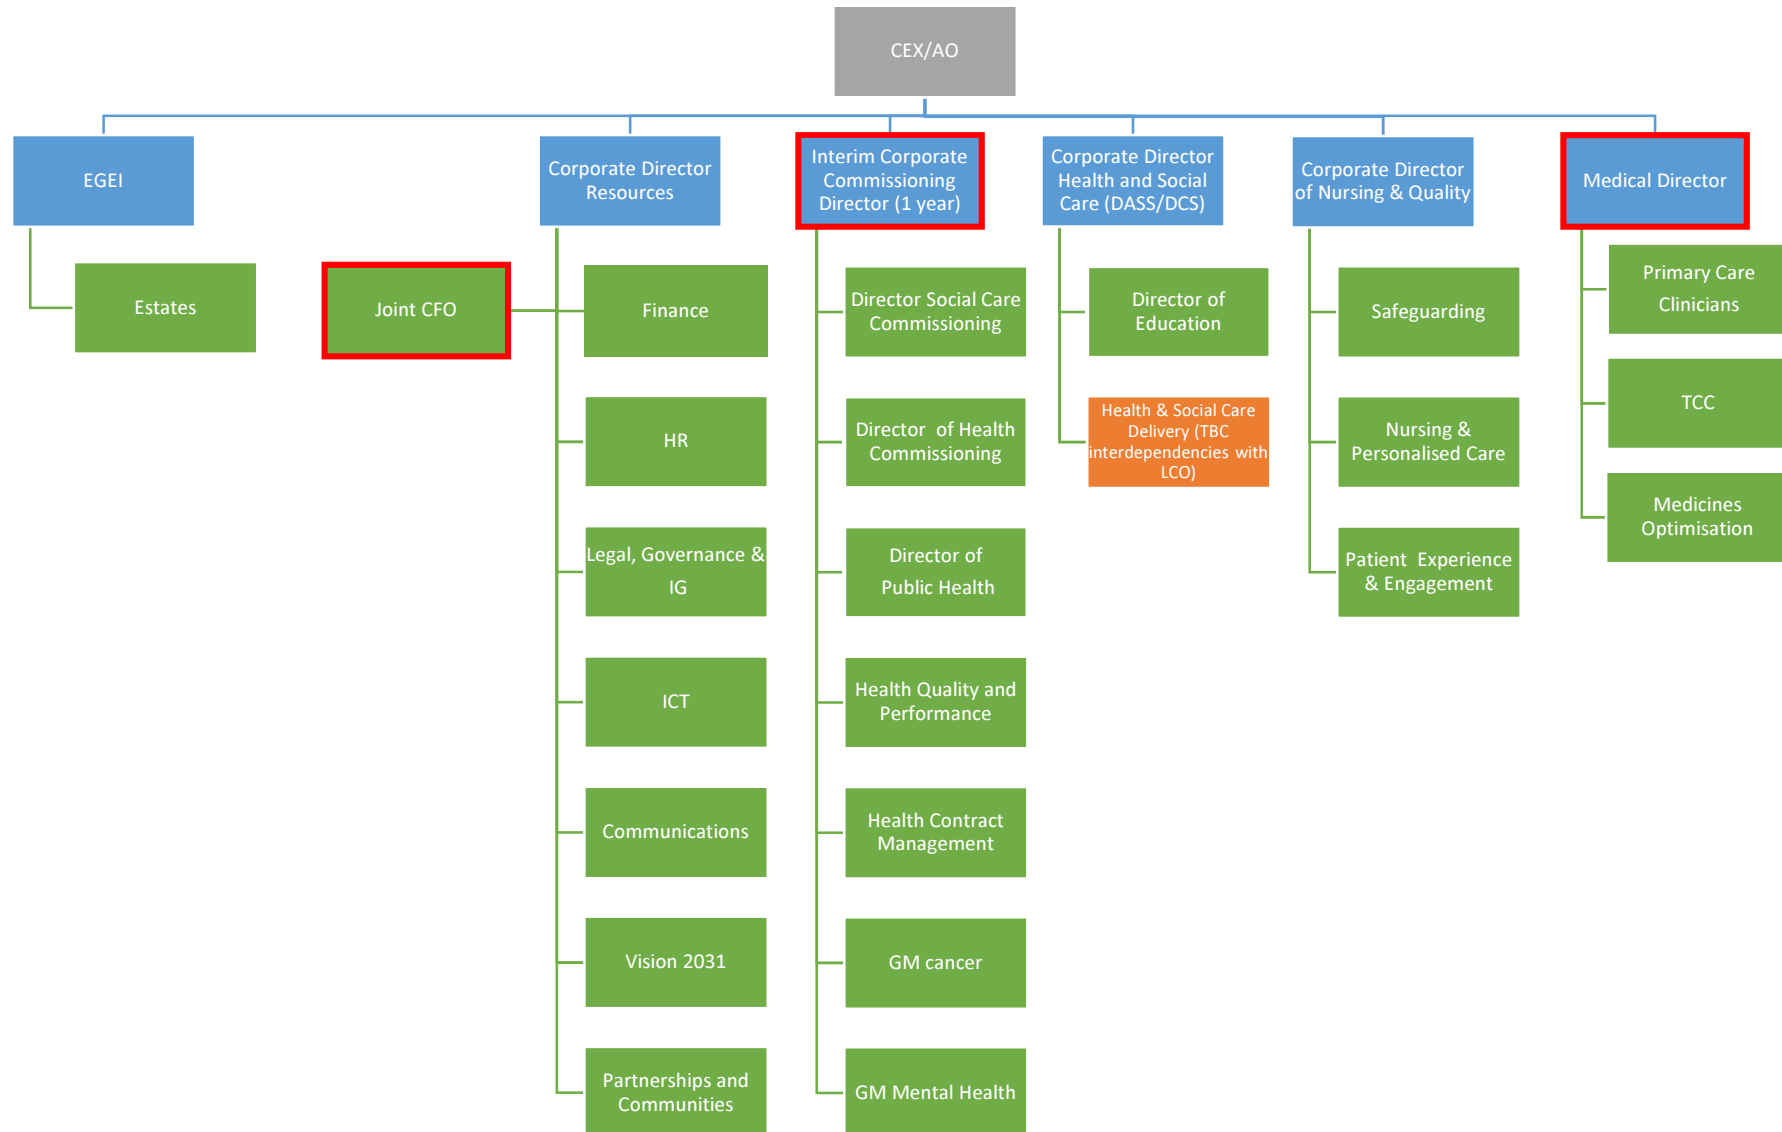 CEX/AO
EGEI
Corporate Director
Resources
Interim Corporate
Commissioning
Director (1 year)
Corporate Director
Health and Social
Care (DASS/DCS)
Corporate Director
of Nursing & Quality
Medical Director
Estates
Joint CFO
Finance
HR
Legal, Governance &
IG
ICT
Communications
Vision 2031
Partnerships and
Communities
Director Social Care
Commissioning
Director of Health
Commissioning
Director of
Public Health
Health Quality and
Performance
Health Contract
Management
GM cancer
GM Mental Health
Director of
Education
Health & Social Care
Delivery (TBC
interdependencies with
LCO)
Safeguarding
Nursing &
Personalised Care
Patient Experience
& Engagement
Primary Care
Clinicians
TCC
Medicines
Optimisation